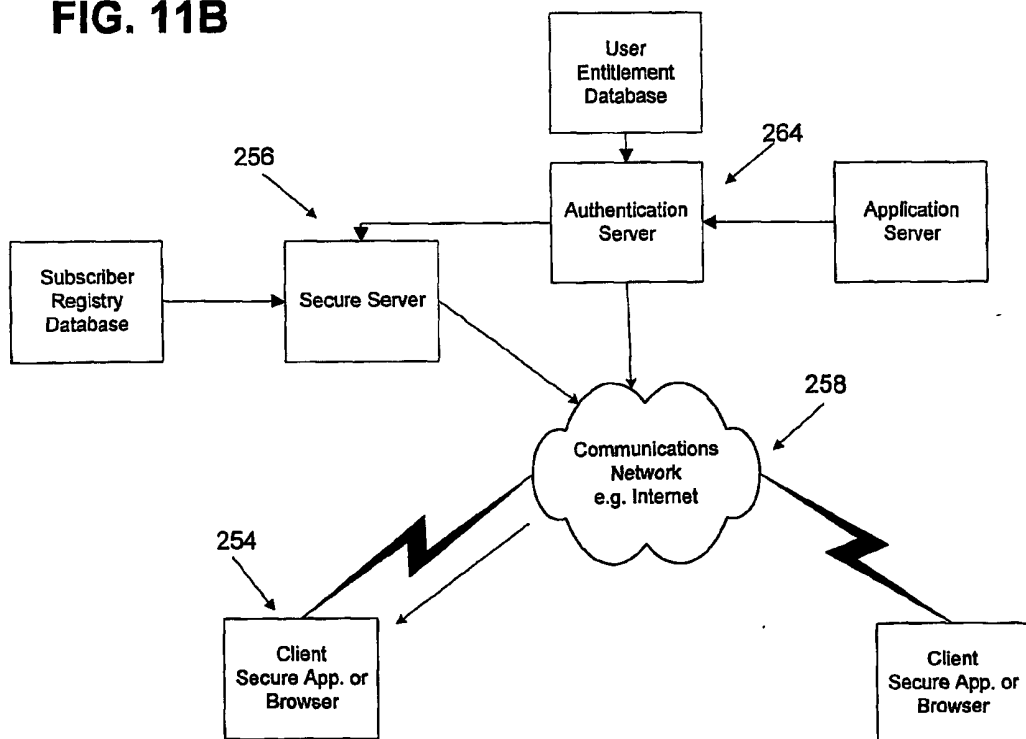 FIG. 11B
User
Entitlement
Database
264
256
Authentication
Server
Application
Server
Subscriber
Registry
Database
Secure Server
258
Communications
Network
e.g. Internet
254
Client
Secure App. or
Browser
Client
Secure App. or
Browser